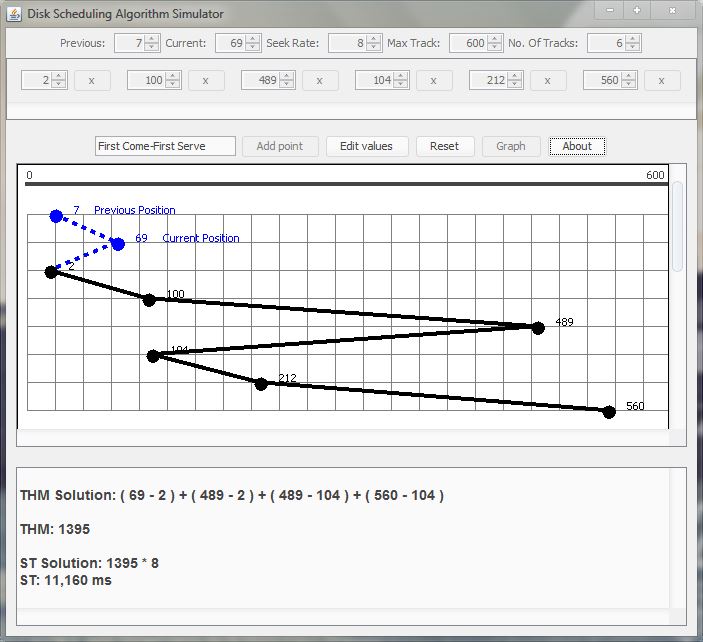 Disk Scheduling Algorithm Simulator
Previous: 7 Current: 69 Seek Rate: 8 Max Track: 600 No. Of Tracks: 6
2 x 100 x 489 x 104 x 212 x 560 x
First Come-First Serve Add point Edit values Reset Graph About
0 600
7 Previous Position
69 Current Position
2
100
489
104
212
560
THM Solution: ( 69 - 2 ) + ( 489 - 2 ) + ( 489 - 104 ) + ( 560 - 104 )
THM: 1395
ST Solution: 1395 * 8
ST: 11,160 ms